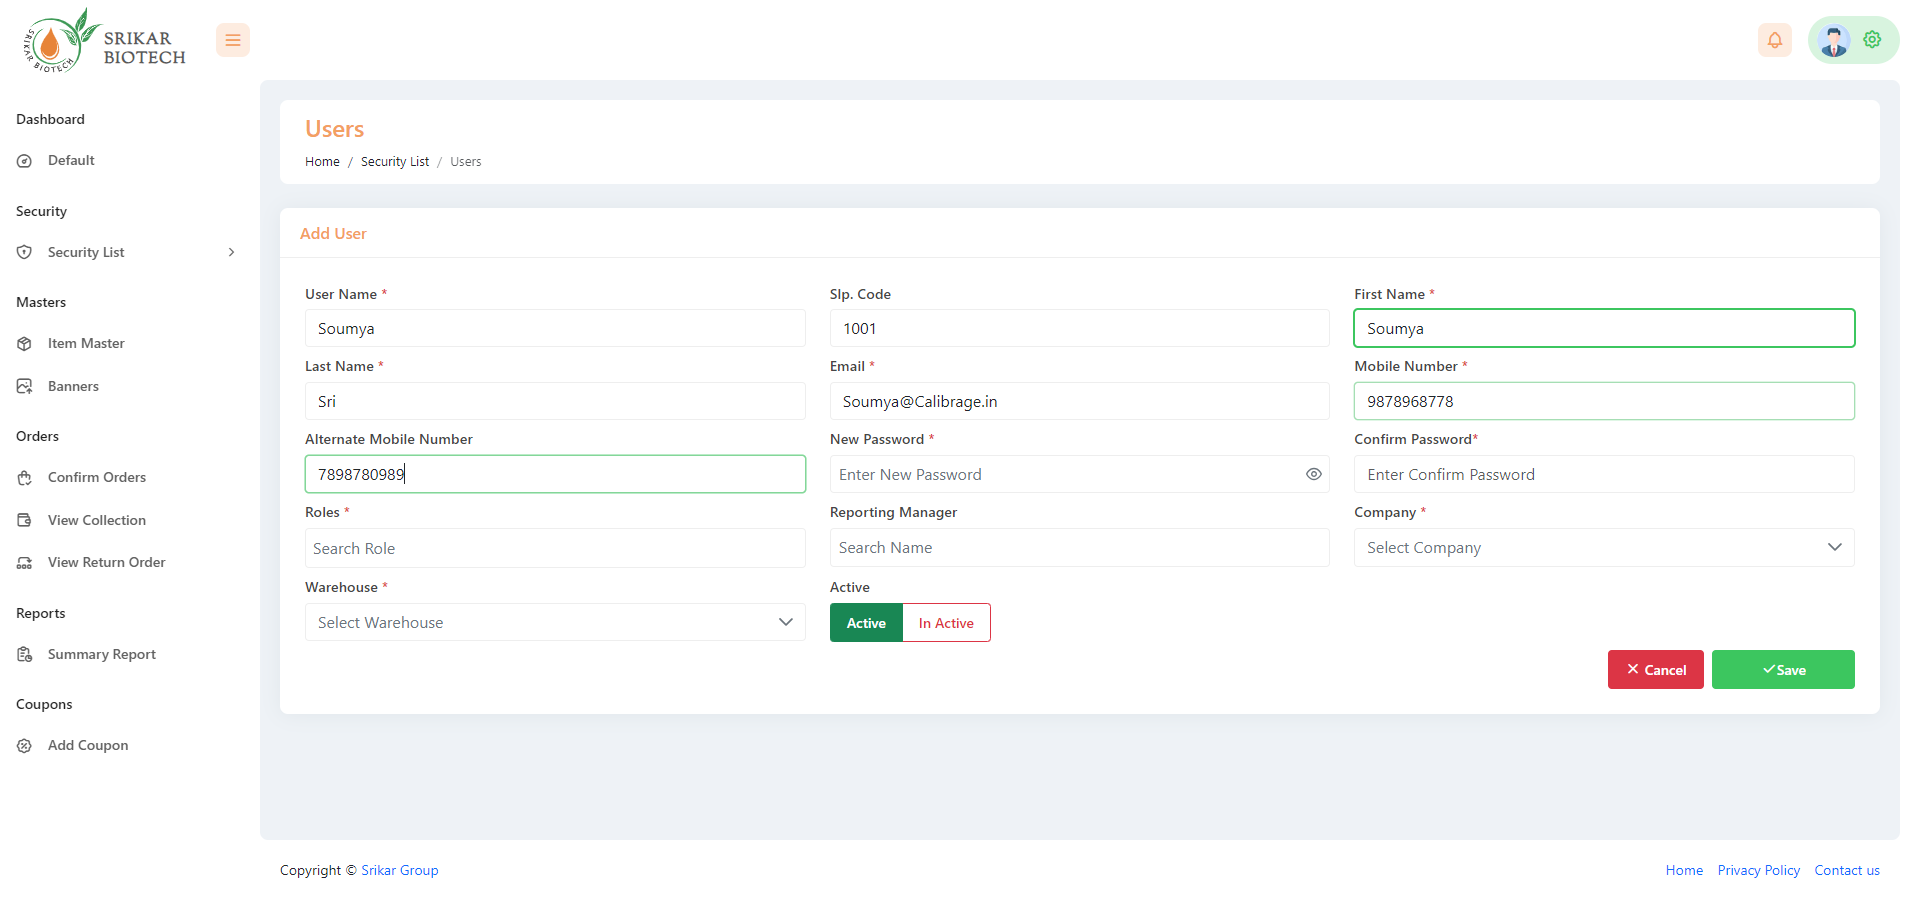 SRIKAR BIOTECH
SRIKAR
BIOTECH
Dashboard
Default
Security
Security List
Masters
Item Master
Banners
Orders
Confirm Orders
View Collection
View Return Order
Reports
Summary Report
Coupons
Add Coupon
Users
Home / Security List / Users
Add User
User Name *
Soumya
Slp. Code
1001
First Name *
Soumya
Last Name *
Sri
Email *
Soumya@Calibrage.in
Mobile Number *
9878968778
Alternate Mobile Number
7898780989
New Password *
Enter New Password
Confirm Password*
Enter Confirm Password
Roles *
Search Role
Reporting Manager
Search Name
Company *
Select Company
Warehouse *
Select Warehouse
Active
Active In Active
Cancel Save
Copyright © Srikar Group
Home Privacy Policy Contact us